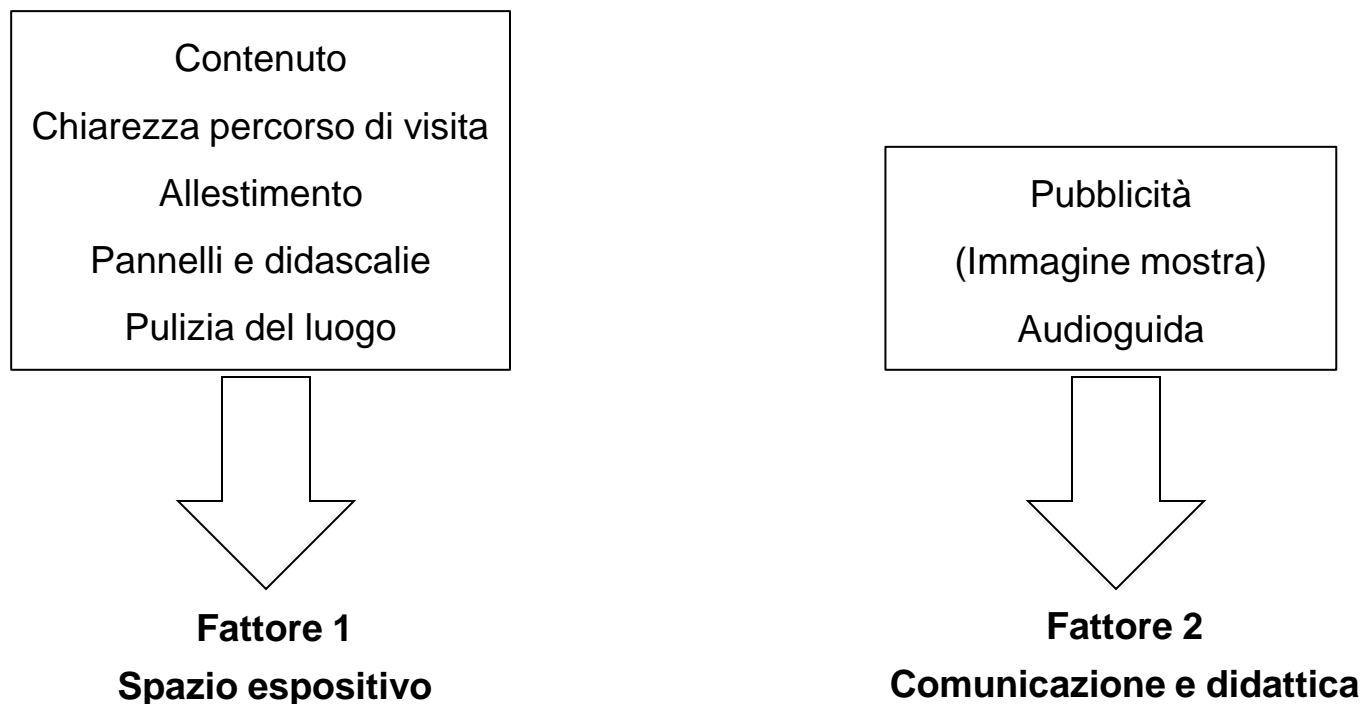 Contenuto
Chiarezza percorso di visita
Allestimento
Pannelli e didascalie
Pulizia del luogo
Pubblicità
(Immagine mostra)
Audioguida
Fattore 1
Spazio espositivo
Fattore 2
Comunicazione e didattica